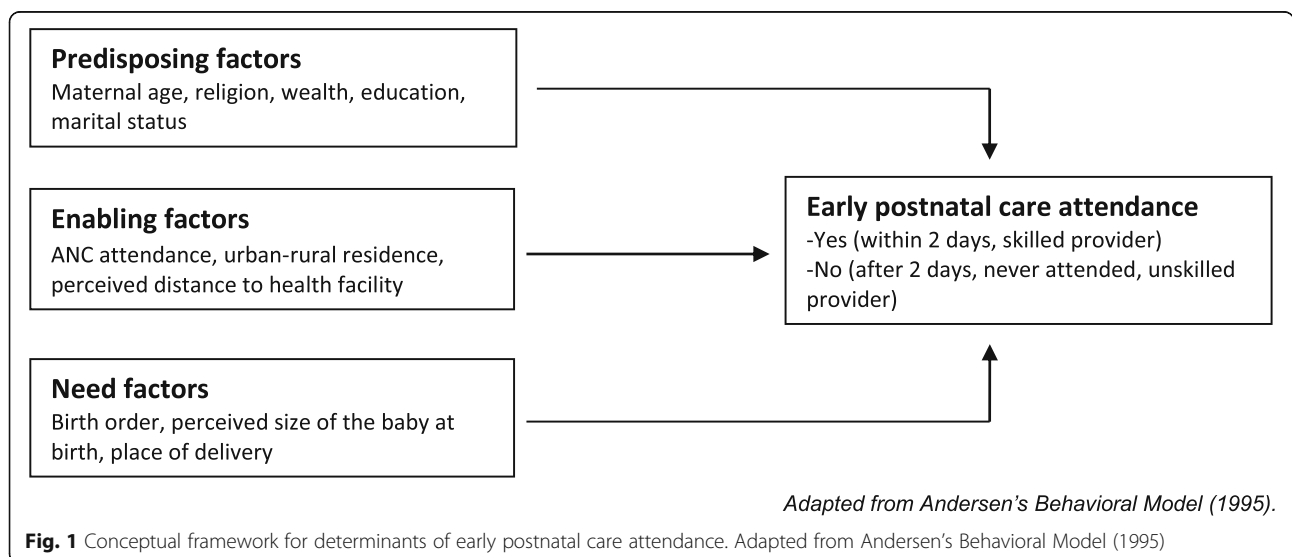 Predisposing factors
Maternal age, religion, wealth, education,
marital status
Enabling factors
ANC attendance, urban-rural residence,
perceived distance to health facility
Need factors
Birth order, perceived size of the baby at
birth, place of delivery
Early postnatal care attendance
-Yes (within 2 days, skilled provider)
-No (after 2 days, never attended, unskilled
provider)
Adapted from Andersen’s Behavioral Model (1995).
Fig. 1 Conceptual framework for determinants of early postnatal care attendance. Adapted from Andersen’s Behavioral Model (1995)